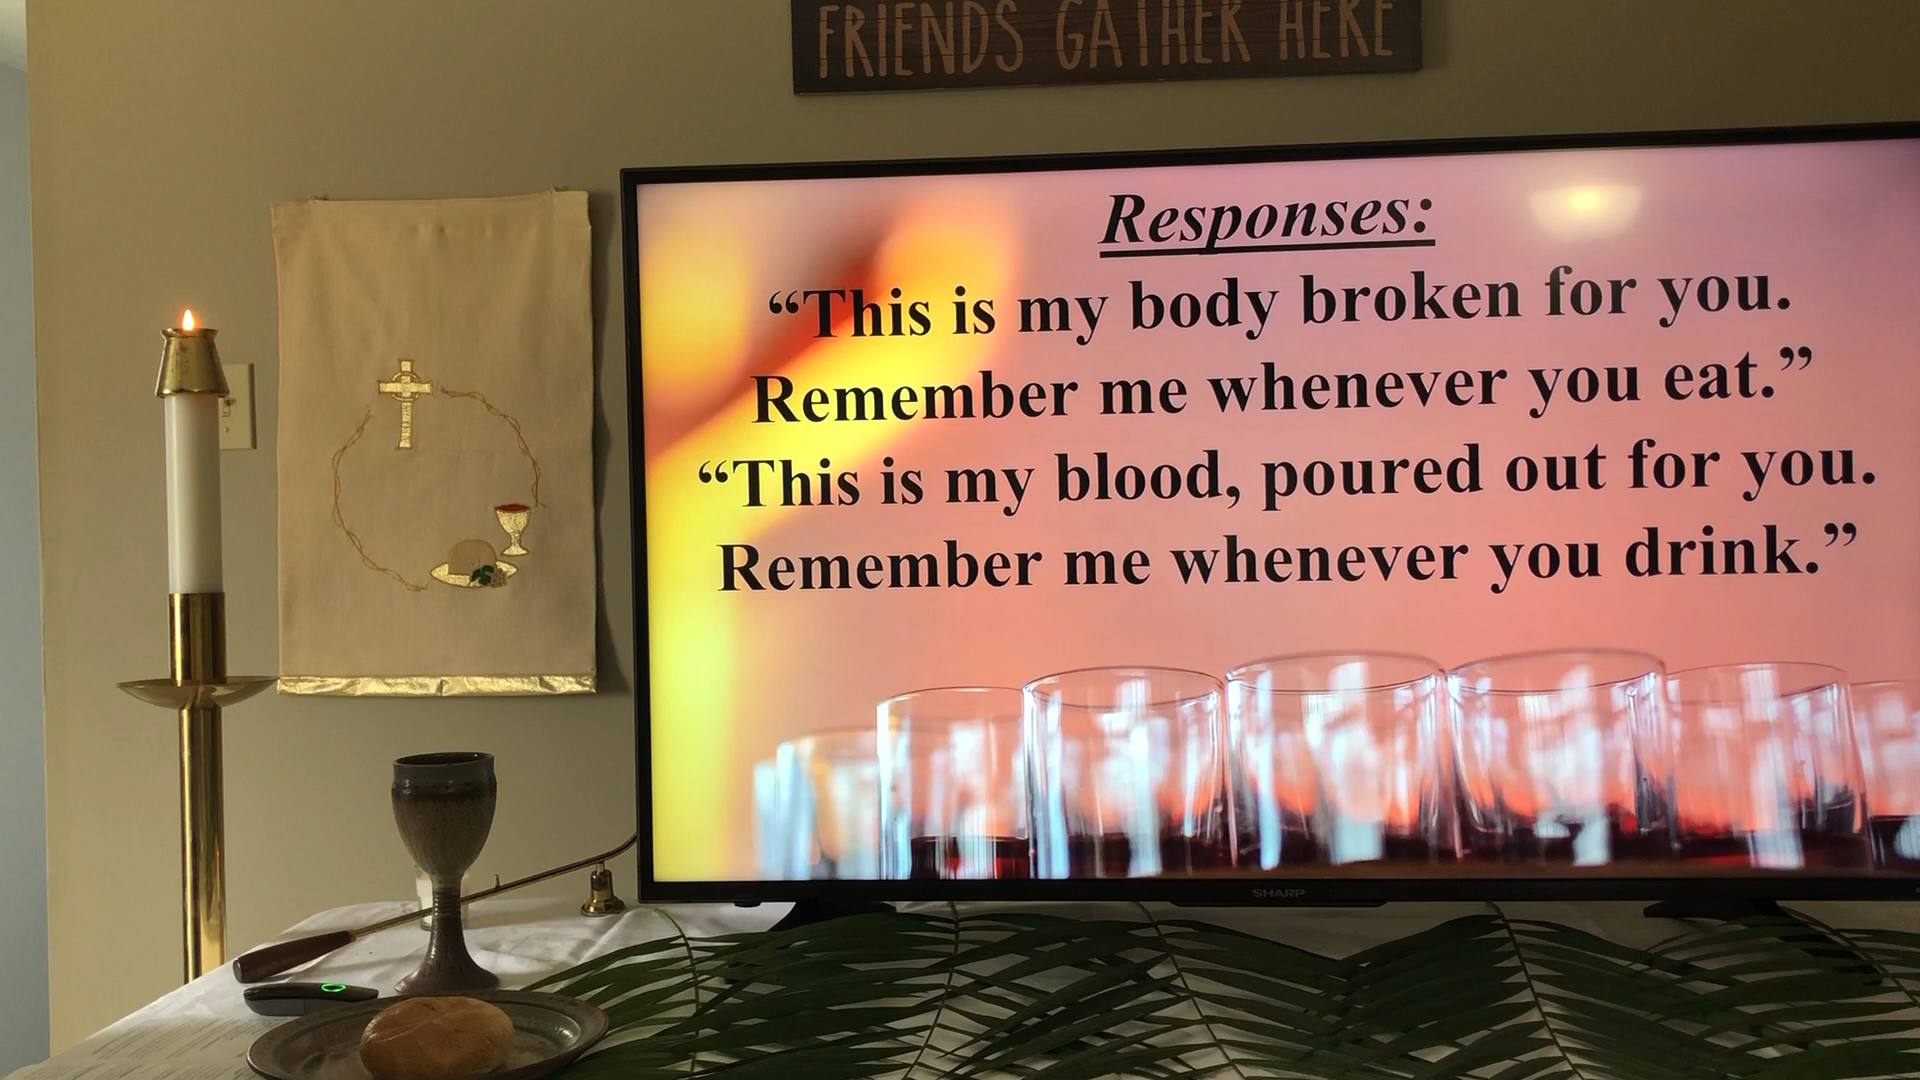 FRIENDS GATHER HERE
Responses:
“This is my body broken for you.
Remember me whenever you eat.”
“This is my blood, poured out for you.
Remember me whenever you drink.”
SHARP